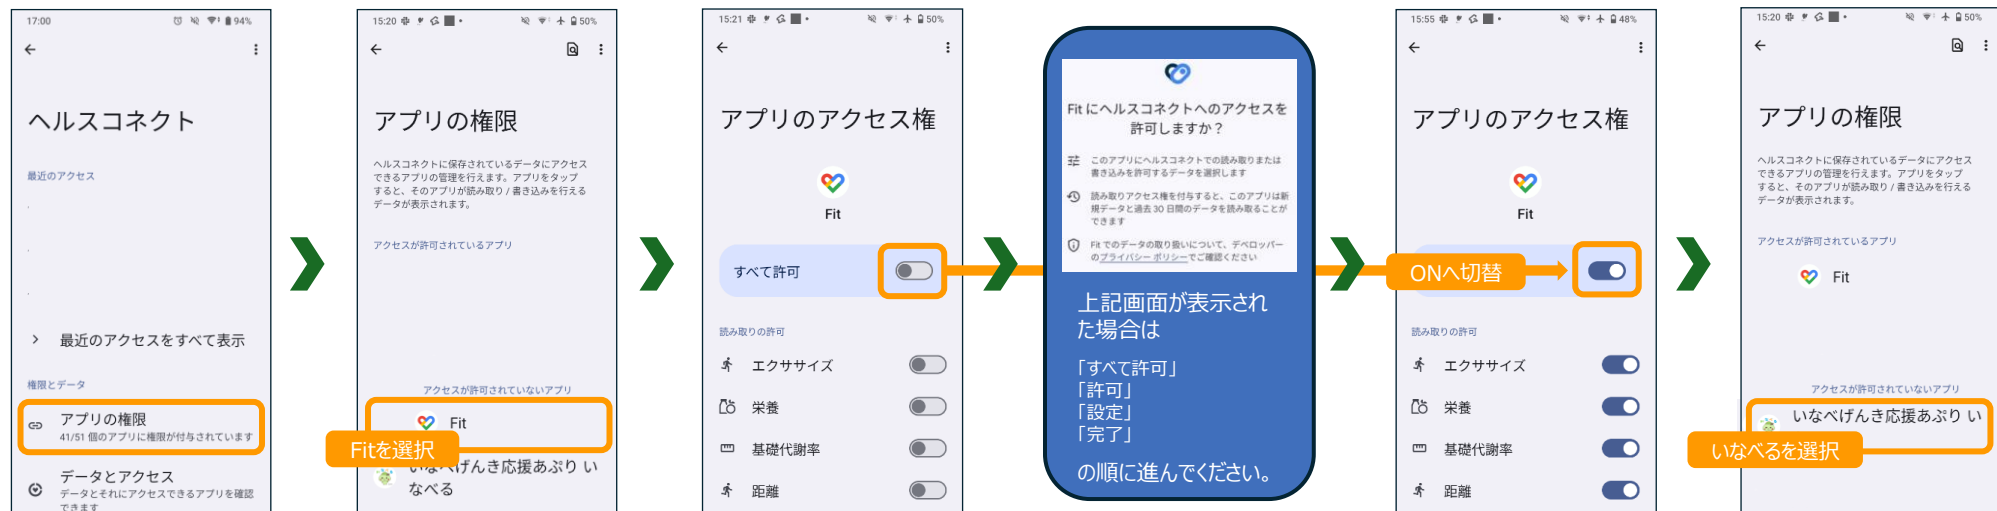 17:00
94%
ヘルスコネクト
最近のアクセス
最近のアクセスをすべて表示
権限とデータ
アプリの権限
41/51 個のアプリに権限が付与されています
データとアクセス
データとそれにアクセスできるアプリを確認
できます
15:20
50%
アプリの権限
ヘルスコネクトに保存されているデータにアクセス
できるアプリの管理を行えます。アプリをタップ
すると、そのアプリが読み取り / 書き込みを行える
データが表示されます。
アクセスが許可されているアプリ
アクセスが許可されていないアプリ
Fit
Fitを選択
いなべげんき応援あぷり い
なべる
15:21
50%
アプリのアクセス権
Fit
すべて許可
読み取りの許可
エクササイズ
栄養
基礎代謝率
距離
Fit にヘルスコネクトへのアクセスを
許可しますか？
このアプリにヘルスコネクトでの読み取りまたは
書き込みを許可するデータを選択します
読み取りアクセス権を付与すると、このアプリは新
規データと過去 30 日間のデータを読み取ることが
できます
Fit でのデータの取り扱いについて、デベロッパー
のプライバシー ポリシーでご確認ください
上記画面が表示され
た場合は
「すべて許可」
「許可」
「設定」
「完了」
の順に進んでください。
15:55
48%
アプリのアクセス権
Fit
ONへ切替
読み取りの許可
エクササイズ
栄養
基礎代謝率
距離
15:20
50%
アプリの権限
ヘルスコネクトに保存されているデータにアクセス
できるアプリの管理を行えます。アプリをタップ
すると、そのアプリが読み取り / 書き込みを行える
データが表示されます。
アクセスが許可されているアプリ
Fit
アクセスが許可されていないアプリ
いなべげんき応援あぷり い
いなべるを選択